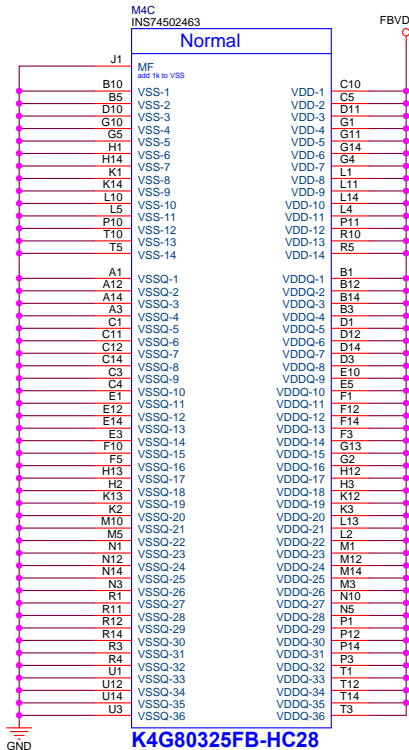 M4C
INS74502463
FBVD
Normal
J1 MF
add 1k to VSS
B10 VSS-1 VDD-1 C10
B5 VSS-2 VDD-2 C5
D10 VSS-3 VDD-3 D11
G10 VSS-4 VDD-4 G1
G5 VSS-5 VDD-5 G11
H1 VSS-6 VDD-6 G14
H14 VSS-7 VDD-7 G4
K1 VSS-8 VDD-8 L1
K14 VSS-9 VDD-9 L11
L10 VSS-10 VDD-10 L14
L5 VSS-11 VDD-11 L4
P10 VSS-12 VDD-12 P11
T10 VSS-13 VDD-13 R10
T5 VSS-14 VDD-14 R5
A1 VSSQ-1 VDDQ-1 B1
A12 VSSQ-2 VDDQ-2 B12
A14 VSSQ-3 VDDQ-3 B14
A3 VSSQ-4 VDDQ-4 B3
C1 VSSQ-5 VDDQ-5 D1
C11 VSSQ-6 VDDQ-6 D12
C12 VSSQ-7 VDDQ-7 D14
C14 VSSQ-8 VDDQ-8 D3
C3 VSSQ-9 VDDQ-9 E10
C4 VSSQ-10 VDDQ-10 E5
E1 VSSQ-11 VDDQ-11 F1
E12 VSSQ-12 VDDQ-12 F12
E14 VSSQ-13 VDDQ-13 F14
E3 VSSQ-14 VDDQ-14 F3
F10 VSSQ-15 VDDQ-15 G13
F5 VSSQ-16 VDDQ-16 G2
H13 VSSQ-17 VDDQ-17 H12
H2 VSSQ-18 VDDQ-18 H3
K13 VSSQ-19 VDDQ-19 K12
K2 VSSQ-20 VDDQ-20 K3
M10 VSSQ-21 VDDQ-21 L13
M5 VSSQ-22 VDDQ-22 L2
N1 VSSQ-23 VDDQ-23 M1
N12 VSSQ-24 VDDQ-24 M12
N14 VSSQ-25 VDDQ-25 M14
N3 VSSQ-26 VDDQ-26 M3
R1 VSSQ-27 VDDQ-27 N10
R11 VSSQ-28 VDDQ-28 N5
R12 VSSQ-29 VDDQ-29 P1
R14 VSSQ-30 VDDQ-30 P12
R3 VSSQ-31 VDDQ-31 P14
R4 VSSQ-32 VDDQ-32 P3
U1 VSSQ-33 VDDQ-33 T1
U12 VSSQ-34 VDDQ-34 T12
U14 VSSQ-35 VDDQ-35 T14
U3 VSSQ-36 VDDQ-36 T3
GND
K4G80325FB-HC28